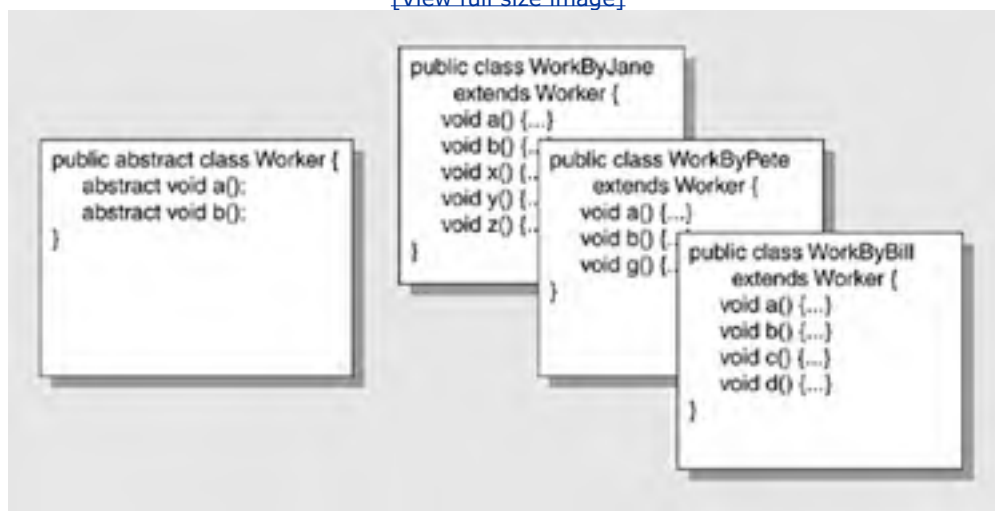 [View full size image]
public abstract class Worker {
abstract void a():
abstract void b():
}
public class WorkByJane
extends Worker {
void a() {...}
void b() {..
void x() {..
void y() {..
void z() {..
}
public class WorkByPete
extends Worker {
void a() {...}
void b() {..
void g() {..
}
public class WorkByBill
extends Worker {
void a() {...}
void b() {...}
void c() {...}
void d() {...}
}